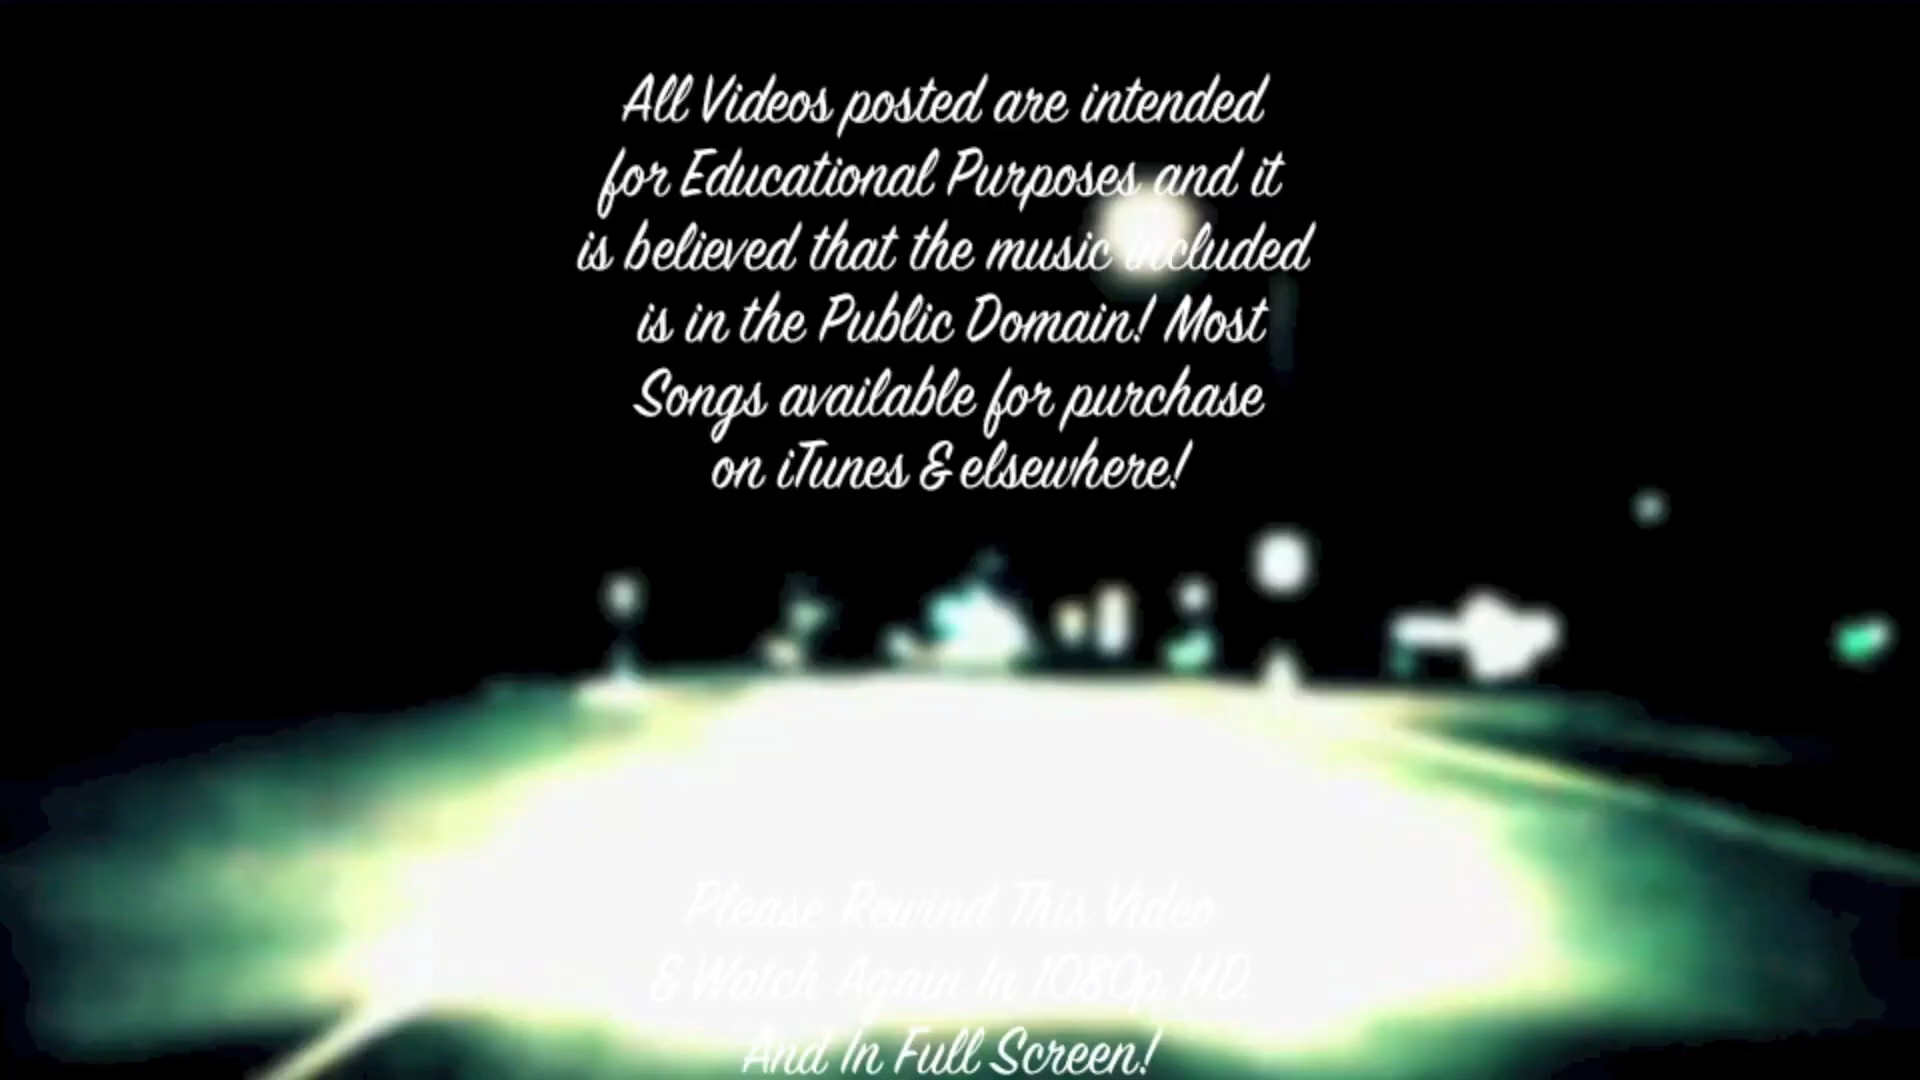 All Videos posted are intended
for Educational Purposes and it
is believed that the music included
is in the Public Domain! Most
Songs available for purchase
on iTunes & elsewhere!
Please Rewind This Video
& Watch Again In 1080p HD.
And In Full Screen!